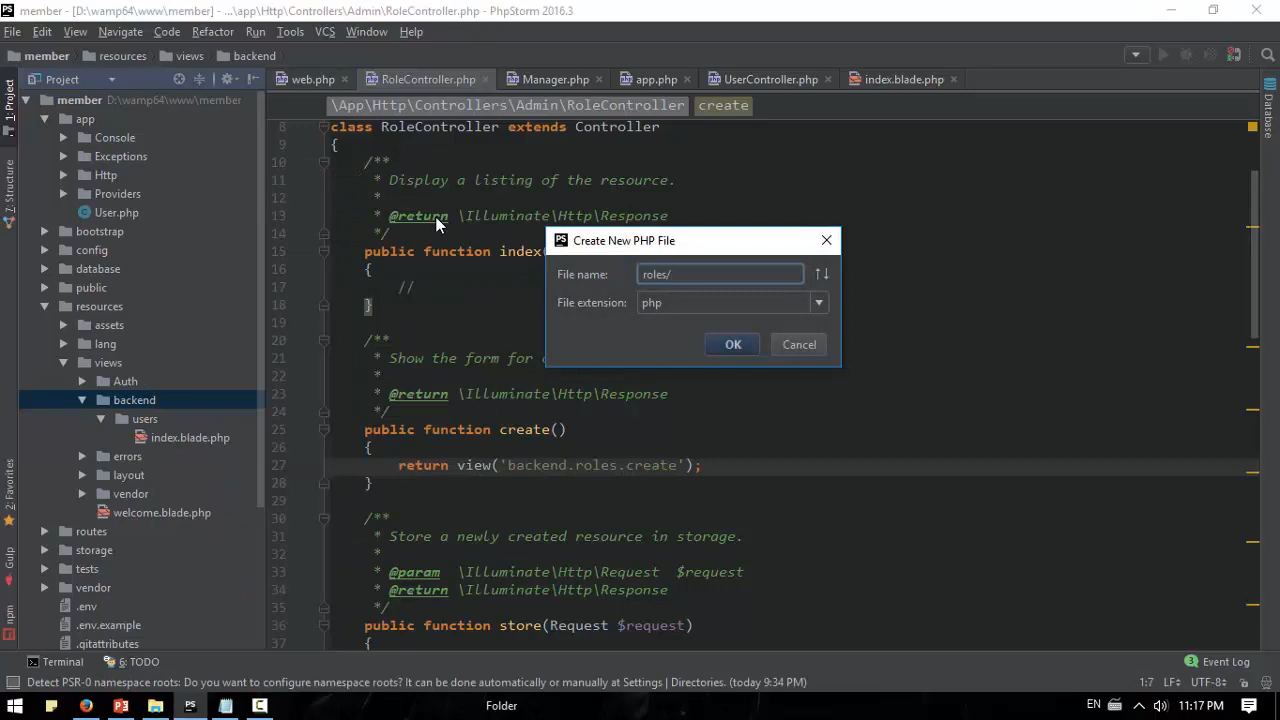 member - [D:\wamp64\www\member] - ...\app\Http\Controllers\Admin\RoleController.php - PhpStorm 2016.3
File Edit View Navigate Code Refactor Run Tools VCS Window Help
member resources views backend
Project
web.php RoleController.php Manager.php app.php UserController.php index.blade.php
\App\Http\Controllers\Admin\RoleController create
1: Project
2: Structure
2: Favorites
Gulp
npm
Database
member D:\wamp64\www\member
app
Console
Exceptions
Http
Providers
User.php
bootstrap
config
database
public
resources
assets
lang
views
Auth
backend
users
index.blade.php
errors
layout
vendor
welcome.blade.php
routes
storage
tests
vendor
.env
.env.example
.gitattributes
8 class RoleController extends Controller
9 {
10 /**
11 * Display a listing of the resource.
12 *
13 * @return \Illuminate\Http\Response
14 */
15 public function index(
16 {
17 //
18 }
19
20 /**
21 * Show the form for
22 *
23 * @return \Illuminate\Http\Response
24 */
25 public function create()
26 {
27 return view('backend.roles.create');
28 }
29
30 /**
31 * Store a newly created resource in storage.
32 *
33 * @param \Illuminate\Http\Request $request
34 * @return \Illuminate\Http\Response
35 */
36 public function store(Request $request)
37 {
Create New PHP File
File name: roles/
File extension: php
OK Cancel
Terminal 6: TODO 3 Event Log
Detect PSR-0 namespace roots: Do you want to configure namespace roots? It can be done automatically or manually at Settings | Directories. (today 9:34 PM) 1:7 LF÷ UTF-8÷
Folder EN 11:17 PM